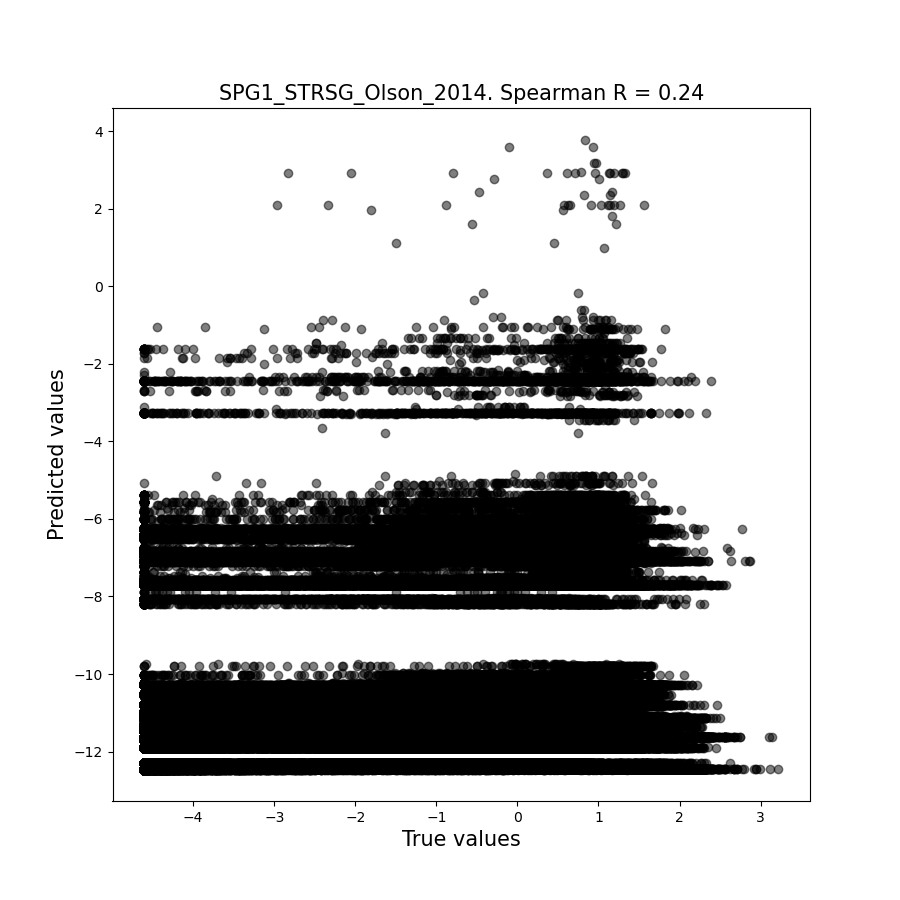 SPG1_STRSG_Olson_2014. Spearman R = 0.24
4
2
0
−2
−4
−6
−8
−10
−12
Predicted values
−4 −3 −2 −1 0 1 2 3
True values